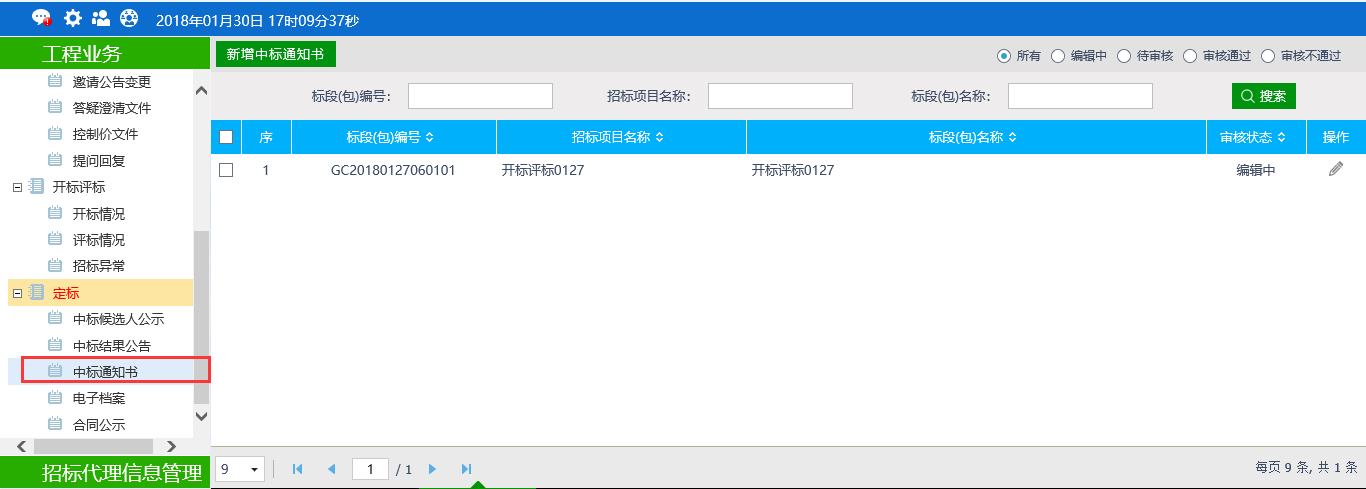 2018年01月30日 17时09分37秒
工程业务
邀请公告变更
答疑澄清文件
控制价文件
提问回复
开标评标
开标情况
评标情况
招标异常
定标
中标候选人公示
中标结果公告
中标通知书
电子档案
合同公示
招标代理信息管理
新增中标通知书 所有 编辑中 待审核 审核通过 审核不通过
标段(包)编号: 招标项目名称: 标段(包)名称: 搜索
序 标段(包)编号 招标项目名称 标段(包)名称 审核状态 操作
1 GC20180127060101 开标评标0127 开标评标0127 编辑中
9 1 / 1 每页 9 条, 共 1 条